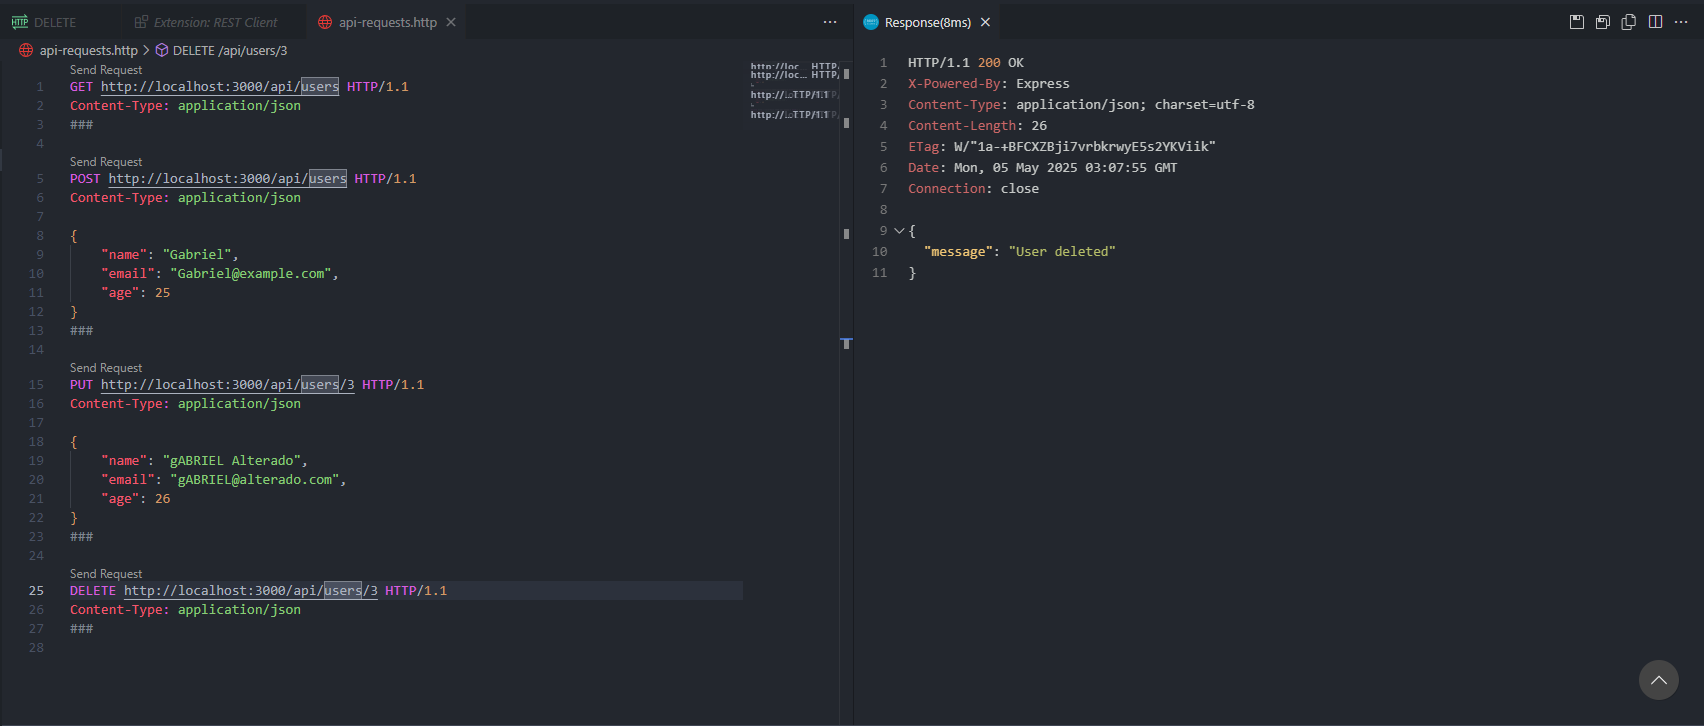 DELETE
Extension: REST Client
api-requests.http
api-requests.http > DELETE /api/users/3
Send Request
1 GET http://localhost:3000/api/users HTTP/1.1
2 Content-Type: application/json
3 ###
4
Send Request
5 POST http://localhost:3000/api/users HTTP/1.1
6 Content-Type: application/json
7
8 {
9 "name": "Gabriel",
10 "email": "Gabriel@example.com",
11 "age": 25
12 }
13 ###
14
Send Request
15 PUT http://localhost:3000/api/users/3 HTTP/1.1
16 Content-Type: application/json
17
18 {
19 "name": "gABRIEL Alterado",
20 "email": "gABRIEL@alterado.com",
21 "age": 26
22 }
23 ###
24
Send Request
25 DELETE http://localhost:3000/api/users/3 HTTP/1.1
26 Content-Type: application/json
27 ###
28
Response(8ms)
1 HTTP/1.1 200 OK
2 X-Powered-By: Express
3 Content-Type: application/json; charset=utf-8
4 Content-Length: 26
5 ETag: W/"1a-+BFCXZBji7vrbkrwyE5s2YKViik"
6 Date: Mon, 05 May 2025 03:07:55 GMT
7 Connection: close
8
9 {
10 "message": "User deleted"
11 }